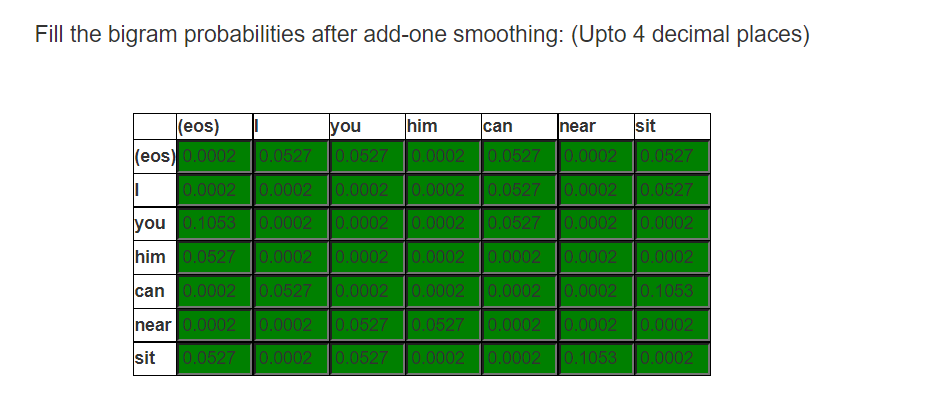 Fill the bigram probabilities after add-one smoothing: (Upto 4 decimal places)
(eos) I you him can near sit
(eos) 0.0002 0.0527 0.0527 0.0002 0.0527 0.0002 0.0527
I 0.0002 0.0002 0.0002 0.0002 0.0527 0.0002 0.0527
you 0.1053 0.0002 0.0002 0.0002 0.0527 0.0002 0.0002
him 0.0527 0.0002 0.0002 0.0002 0.0002 0.0002 0.0002
can 0.0002 0.0527 0.0002 0.0002 0.0002 0.0002 0.1053
near 0.0002 0.0002 0.0527 0.0527 0.0002 0.0002 0.0002
sit 0.0527 0.0002 0.0527 0.0002 0.0002 0.1053 0.0002